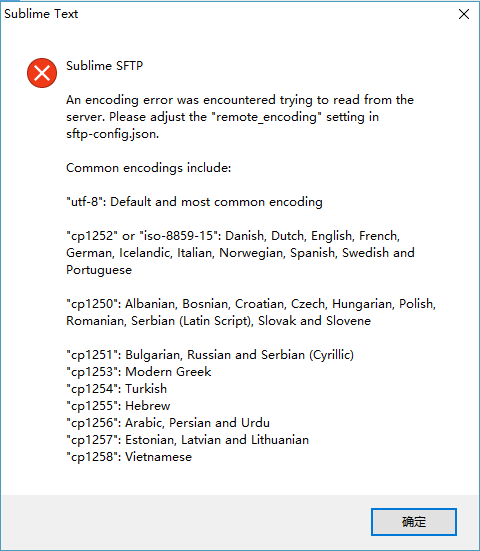 Sublime Text
Sublime SFTP
An encoding error was encountered trying to read from the
server. Please adjust the "remote_encoding" setting in
sftp-config.json.
Common encodings include:
"utf-8": Default and most common encoding
"cp1252" or "iso-8859-15": Danish, Dutch, English, French,
German, Icelandic, Italian, Norwegian, Spanish, Swedish and
Portuguese
"cp1250": Albanian, Bosnian, Croatian, Czech, Hungarian, Polish,
Romanian, Serbian (Latin Script), Slovak and Slovene
"cp1251": Bulgarian, Russian and Serbian (Cyrillic)
"cp1253": Modern Greek
"cp1254": Turkish
"cp1255": Hebrew
"cp1256": Arabic, Persian and Urdu
"cp1257": Estonian, Latvian and Lithuanian
"cp1258": Vietnamese
确定